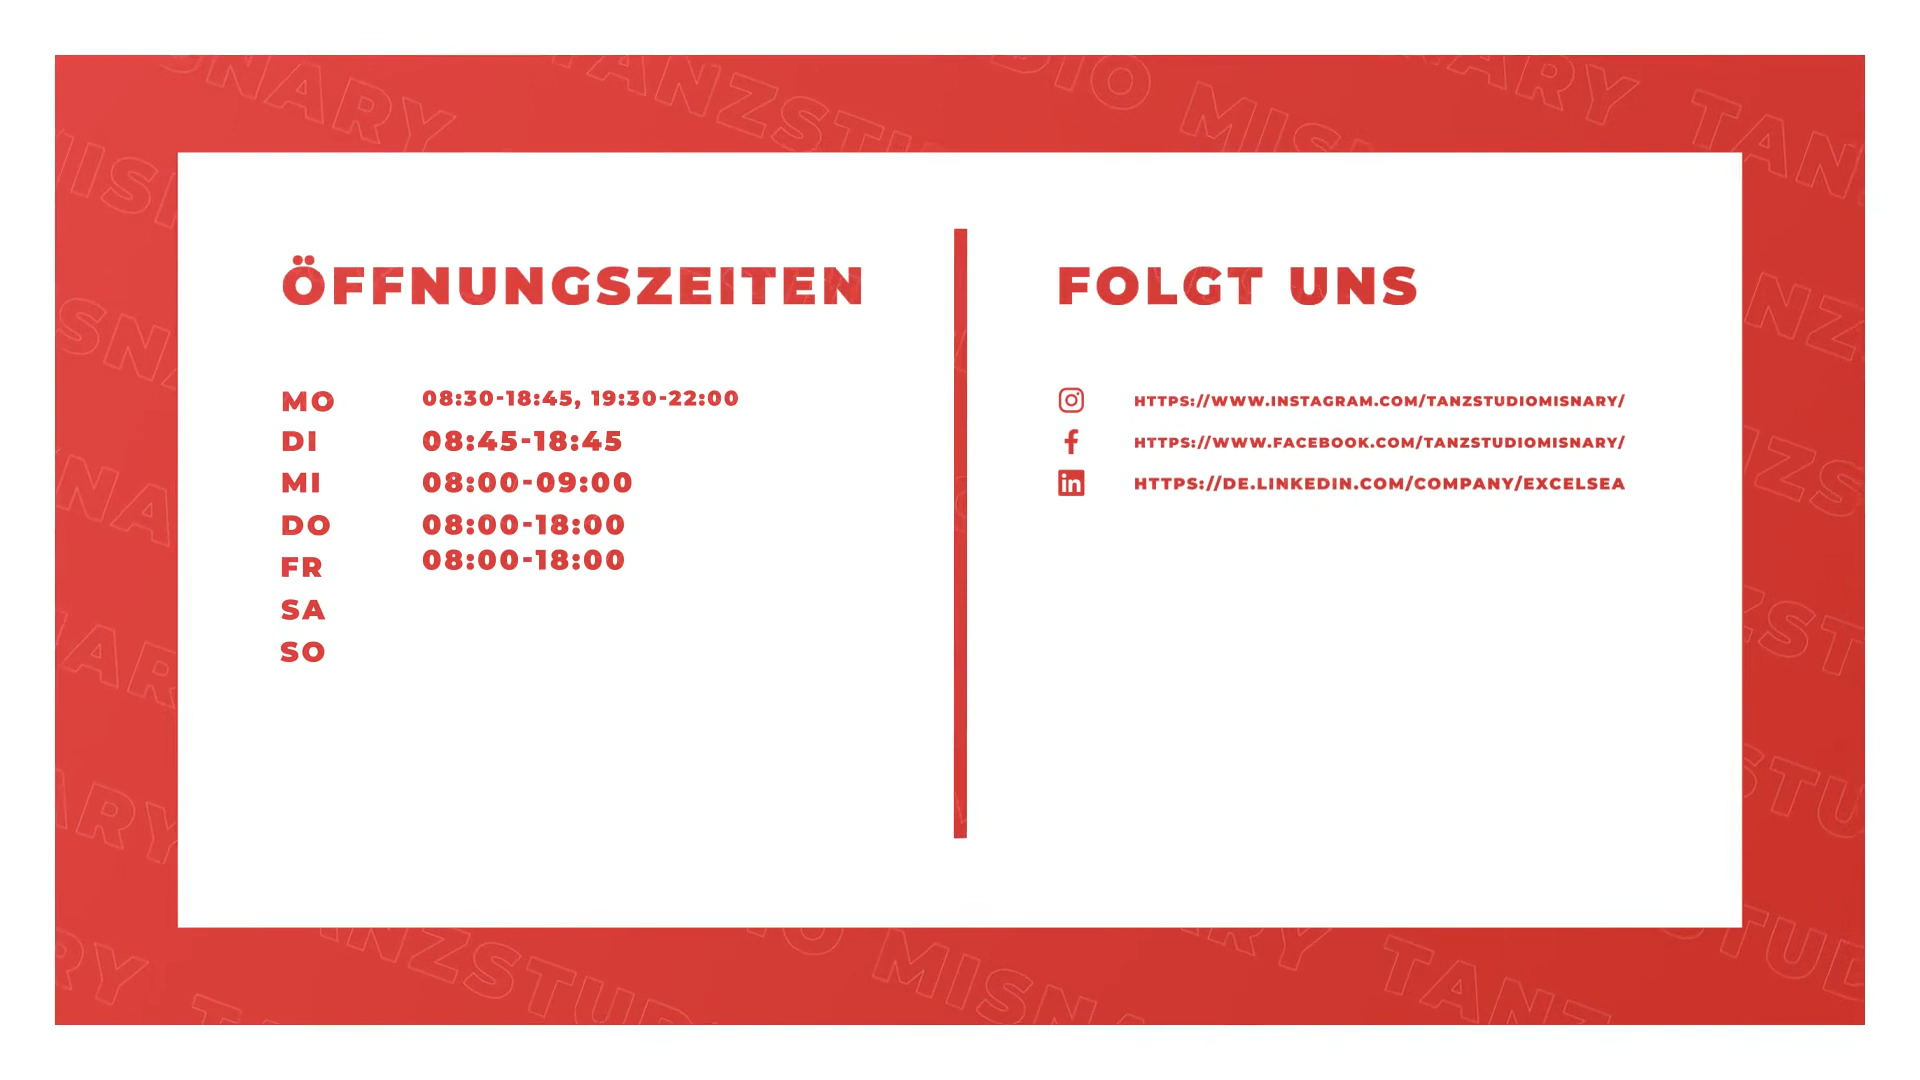 ÖFFNUNGSZEITEN
MO 08:30-18:45, 19:30-22:00
DI 08:45-18:45
MI 08:00-09:00
DO 08:00-18:00
FR 08:00-18:00
SA
SO
FOLGT UNS
HTTPS://WWW.INSTAGRAM.COM/TANZSTUDIOMISNARY/
HTTPS://WWW.FACEBOOK.COM/TANZSTUDIOMISNARY/
HTTPS://DE.LINKEDIN.COM/COMPANY/EXCELSEA